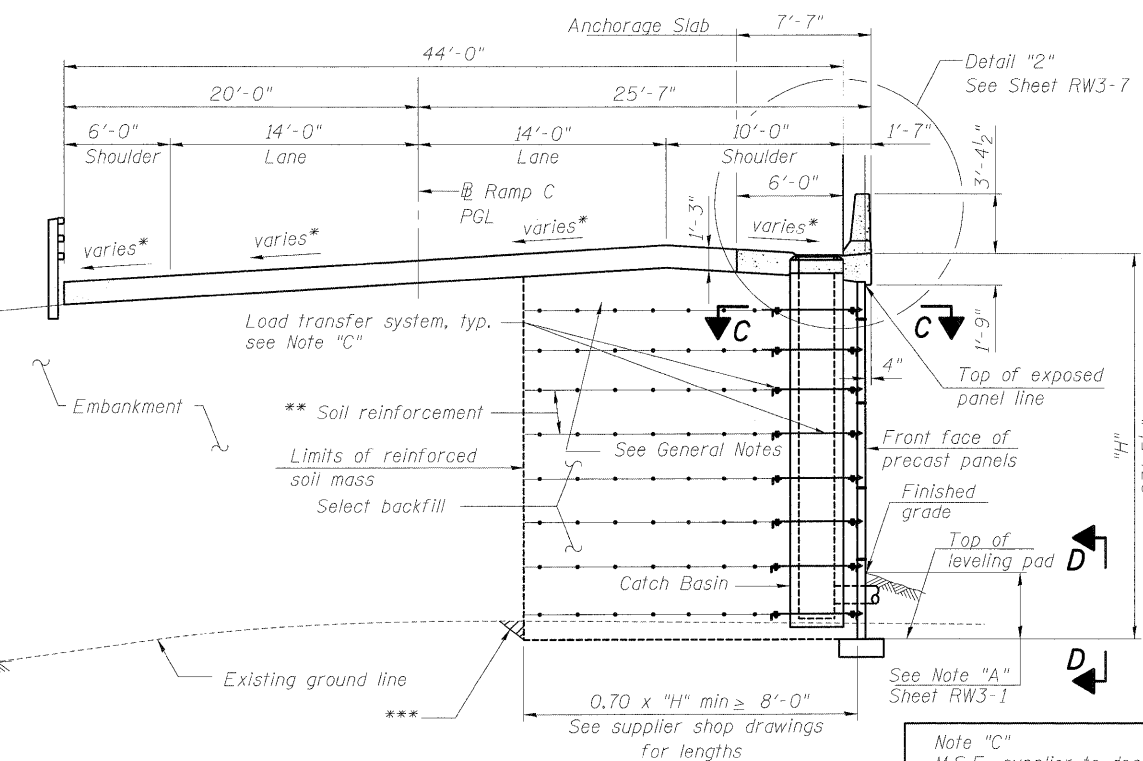 Anchorage Slab
7'-7"
44'-0"
Detail "2"
See Sheet RW3-7
20'-0"
25'-7"
6'-0"
Shoulder
14'-0"
Lane
14'-0"
Lane
10'-0"
Shoulder
1'-7"
3'-4½"
6'-0"
Ramp C
PGL
1'-3"
varies*
varies*
varies*
varies*
Load transfer system, typ.
see Note "C"
C
C
1'-9"
4"
Top of exposed
panel line
Embankment
** Soil reinforcement
See General Notes
Front face of
precast panels
"H"
Limits of reinforced
soil mass
Select backfill
Finished
grade
Top of
leveling pad
D
Catch Basin
Existing ground line
***
0.70 x "H" min ≥ 8'-0"
See supplier shop drawings
for lengths
See Note "A"
Sheet RW3-1
D
Note "C"
M.S.E. supplier to